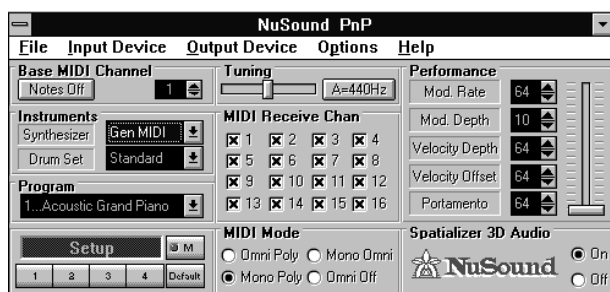 NuSound PnP
File Input Device Output Device Options Help
Base MIDI Channel
Notes Off 1
Tuning
A=440Hz
Performance
Mod. Rate 64
Mod. Depth 10
Velocity Depth 64
Velocity Offset 64
Portamento 64
Instruments
Synthesizer Gen MIDI
Drum Set Standard
MIDI Receive Chan
1 2 3 4
5 6 7 8
9 10 11 12
13 14 15 16
Program
1...Acoustic Grand Piano
Setup M
1 2 3 4 Default
MIDI Mode
Omni Poly Mono Omni
Mono Poly Omni Off
Spatializer 3D Audio
NuSound
On
Off